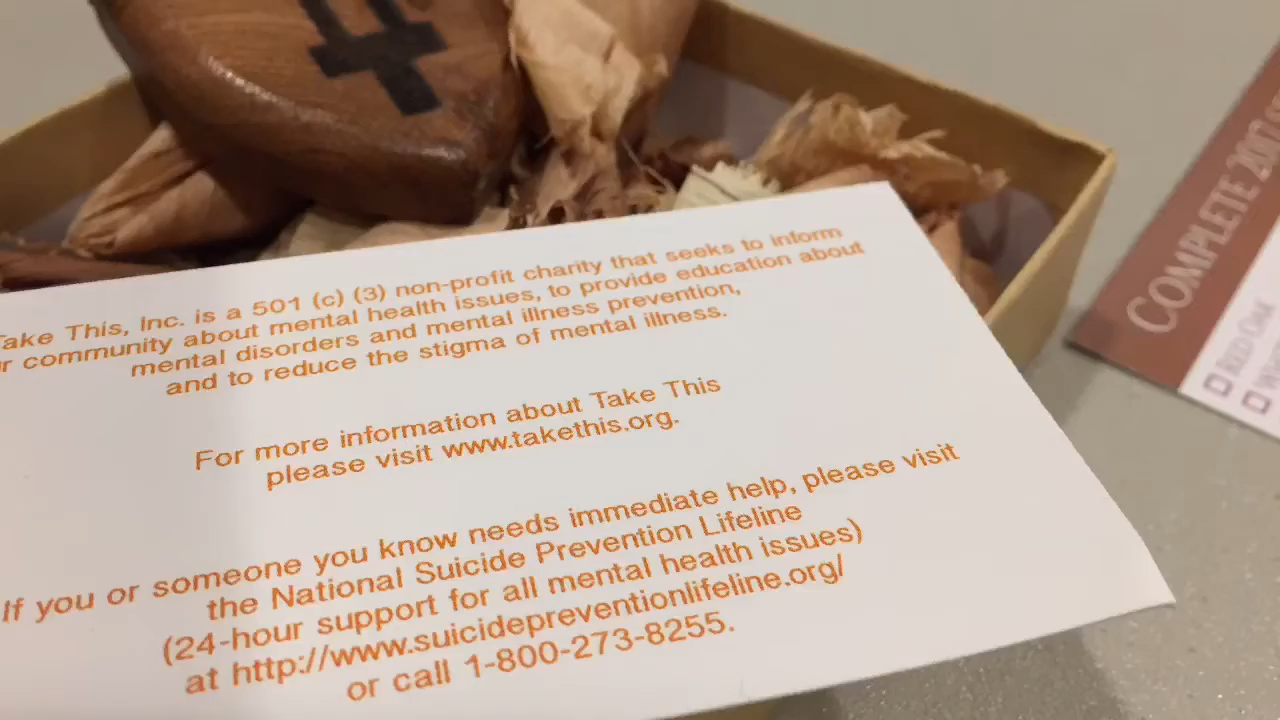 Take This, Inc. is a 501 (c) (3) non-profit charity that seeks to inform
r community about mental health issues, to provide education about
mental disorders and mental illness prevention,
and to reduce the stigma of mental illness.
For more information about Take This
please visit www.takethis.org.
If you or someone you know needs immediate help, please visit
the National Suicide Prevention Lifeline
(24-hour support for all mental health issues)
at http://www.suicidepreventionlifeline.org/
or call 1-800-273-8255.
COMPLETE
RED OAK